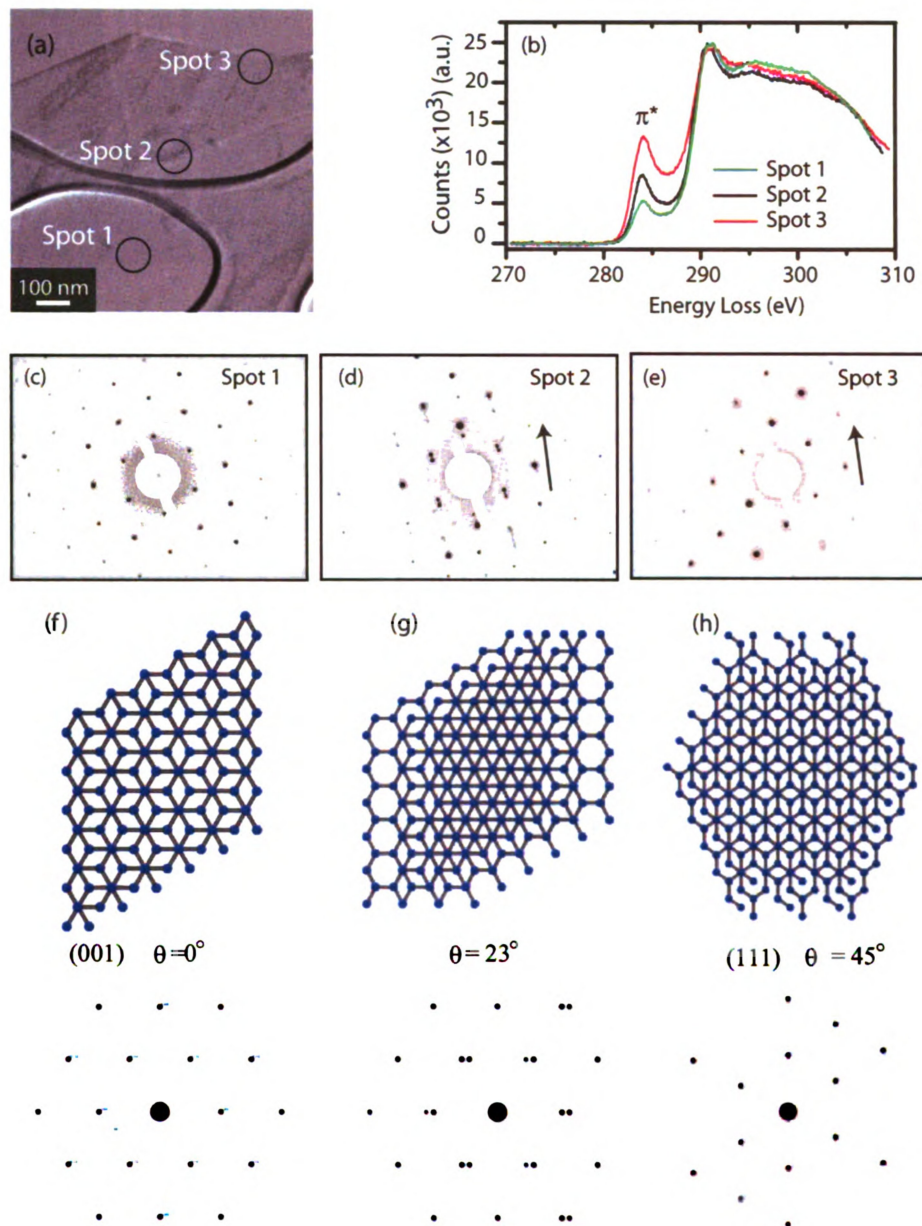 (a)
Spot 3
Spot 2
Spot 1
100 nm
(b)
Counts (x10³) (a.u.)
25
20
15
10
5
0
π*
Spot 1
Spot 2
Spot 3
270
280
290
300
310
Energy Loss (eV)
(c)
Spot 1
(d)
Spot 2
(e)
Spot 3
(f)
(g)
(h)
(001) θ=0°
θ= 23°
(111) θ = 45°